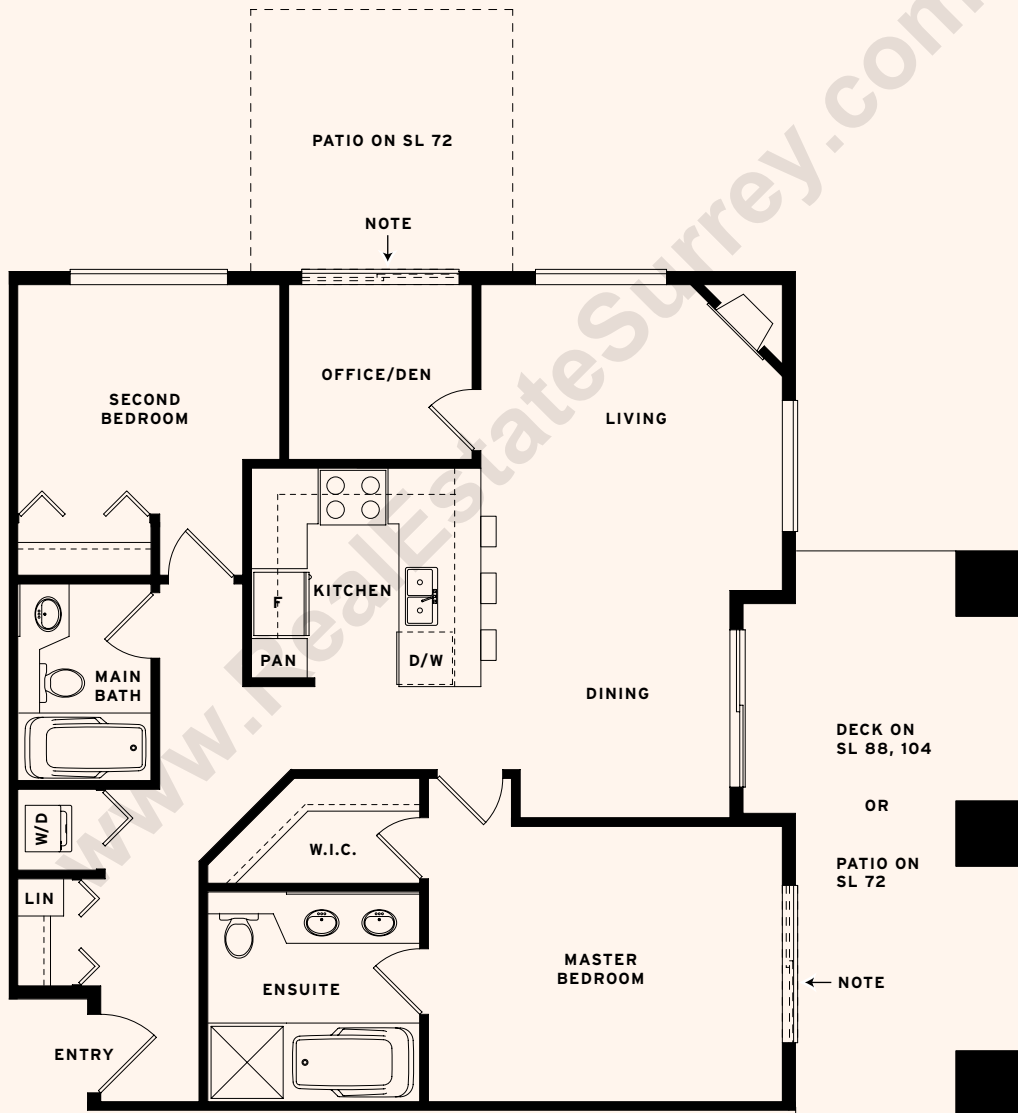 PATIO ON SL 72
NOTE
OFFICE/DEN
SECOND
BEDROOM
LIVING
KITCHEN
F
PAN
D/W
MAIN
BATH
DINING
DECK ON
SL 88, 104
OR
PATIO ON
SL 72
W/D
W.I.C.
LIN
MASTER
BEDROOM
NOTE
ENSUITE
ENTRY
www.RealEstateSurrey.com